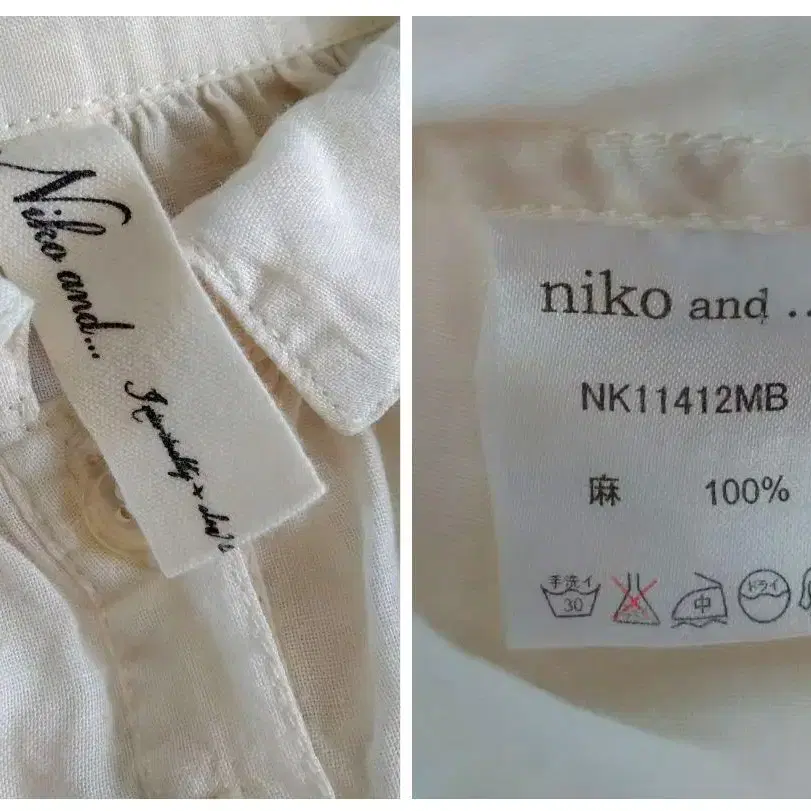 Niko and...
niko and ..
NK11412MB
麻 100%
手洗イ
30
中
ドライ